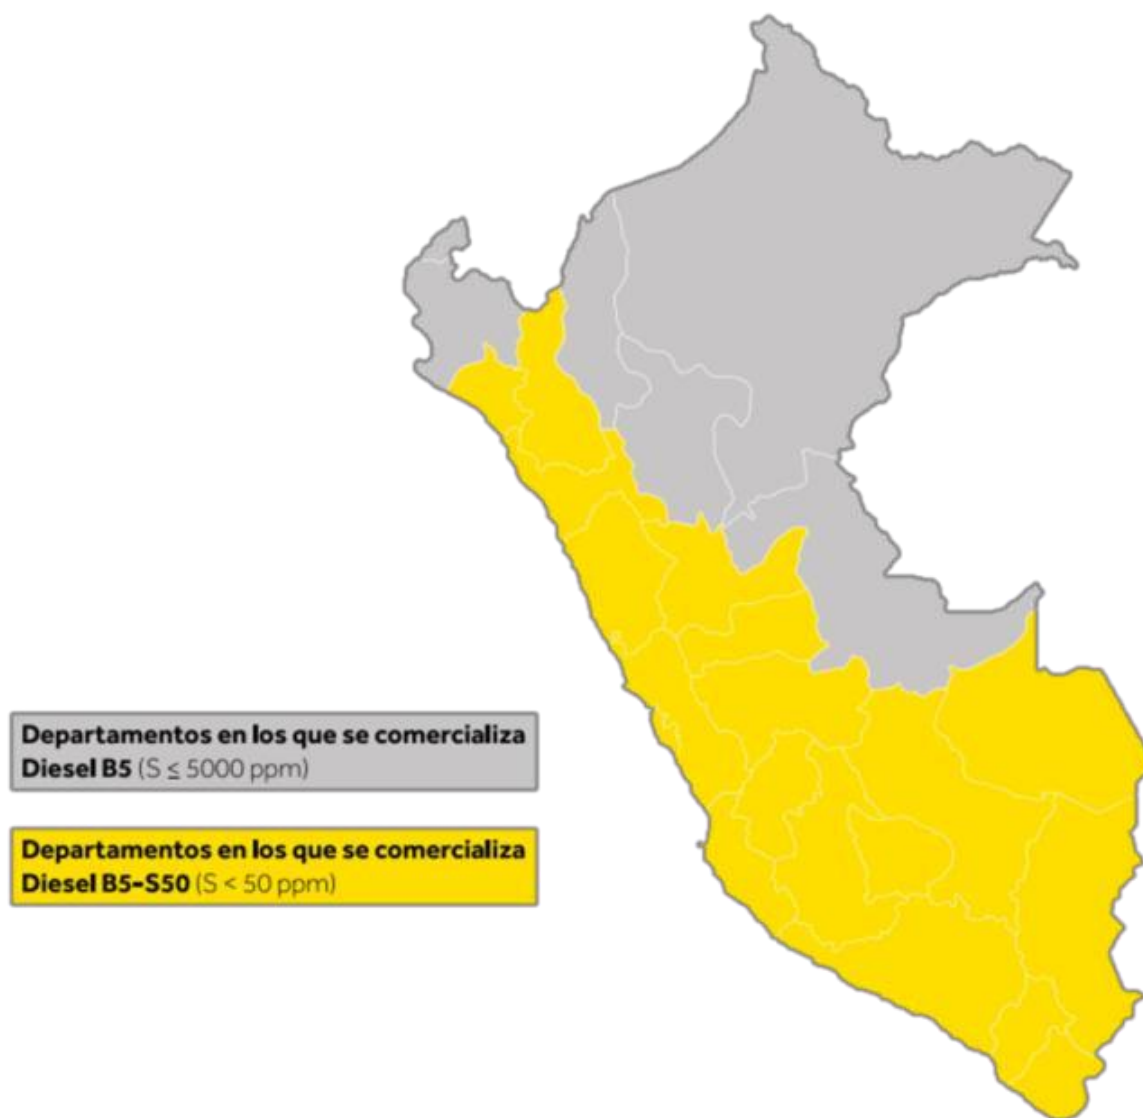 Departamentos en los que se comercializa
Diesel B5 (S ≤ 5000 ppm)
Departamentos en los que se comercializa
Diesel B5-S50 (S < 50 ppm)